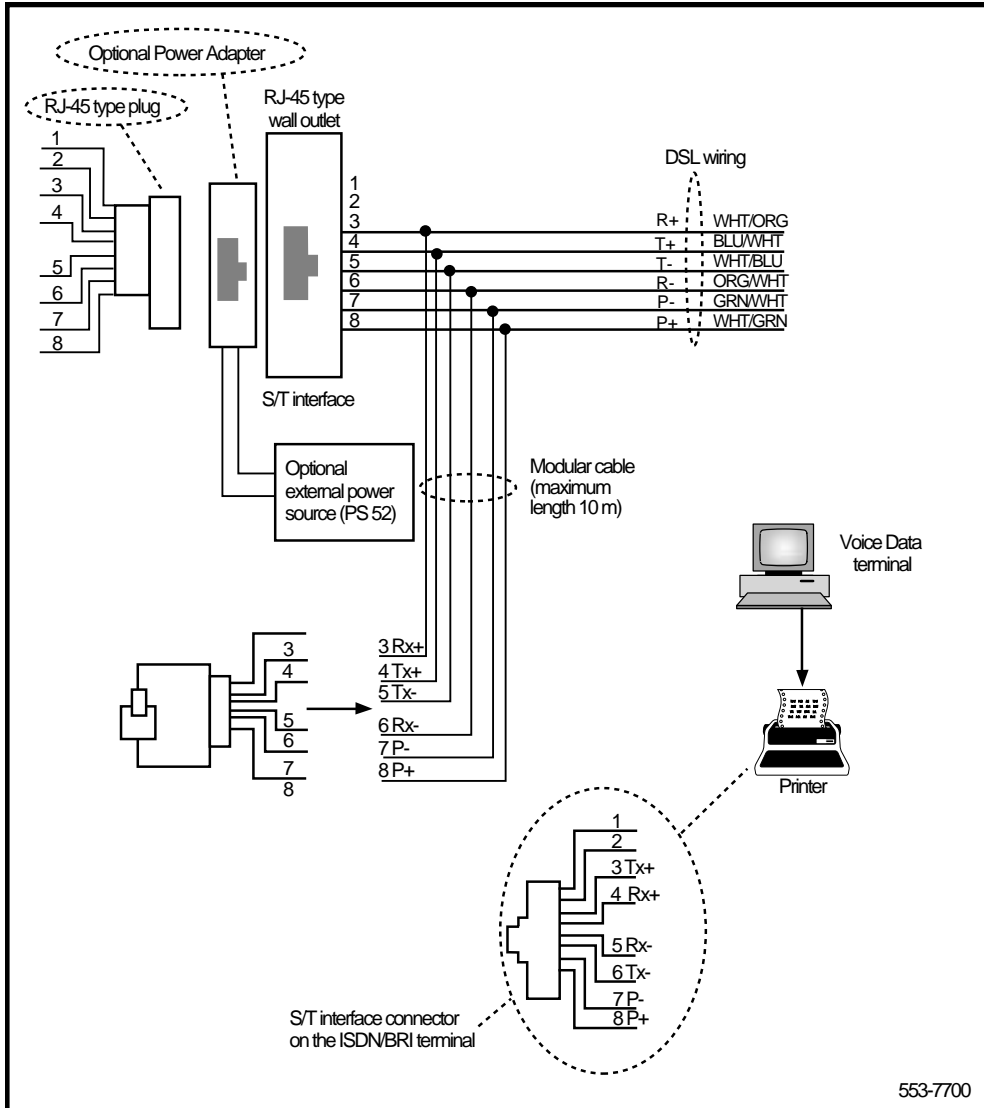 Optional Power Adapter
RJ-45 type plug
RJ-45 type
wall outlet
1
2
3
4
5
6
7
8
1
2
3
4
5
6
7
8
S/T interface
DSL wiring
R+ WHT/ORG
T+ BLU/WHT
T- WHT/BLU
R- ORG/WHT
P- GRN/WHT
P+ WHT/GRN
Optional
external power
source (PS 52)
Modular cable
(maximum
length 10 m)
Voice Data
terminal
Printer
3
4
5
6
7
8
3 Rx+
4 Tx+
5 Tx-
6 Rx-
7 P-
8 P+
1
2
3 Tx+
4 Rx+
5 Rx-
6 Tx-
7 P-
8 P+
S/T interface connector
on the ISDN/BRI terminal
553-7700